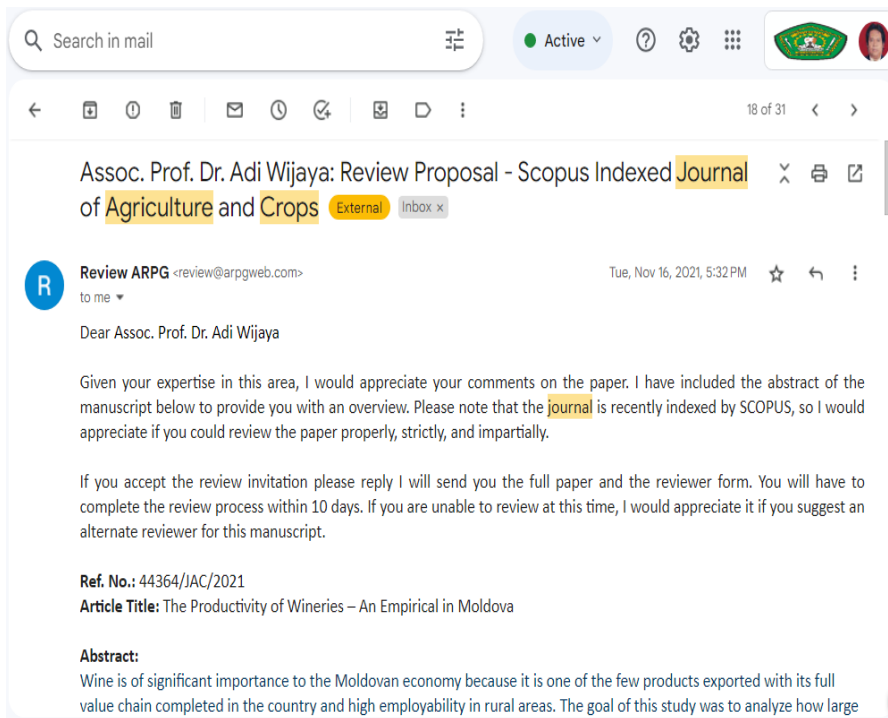 Search in mail
Active
18 of 31
Assoc. Prof. Dr. Adi Wijaya: Review Proposal - Scopus Indexed Journal
of Agriculture and Crops External Inbox ×
R
Review ARPG <review@arpgweb.com>
Tue, Nov 16, 2021, 5:32 PM
to me
Dear Assoc. Prof. Dr. Adi Wijaya
Given your expertise in this area, I would appreciate your comments on the paper. I have included the abstract of the
manuscript below to provide you with an overview. Please note that the journal is recently indexed by SCOPUS, so I would
appreciate if you could review the paper properly, strictly, and impartially.
If you accept the review invitation please reply I will send you the full paper and the reviewer form. You will have to
complete the review process within 10 days. If you are unable to review at this time, I would appreciate it if you suggest an
alternate reviewer for this manuscript.
Ref. No.: 44364/JAC/2021
Article Title: The Productivity of Wineries – An Empirical in Moldova
Abstract:
Wine is of significant importance to the Moldovan economy because it is one of the few products exported with its full
value chain completed in the country and high employability in rural areas. The goal of this study was to analyze how large